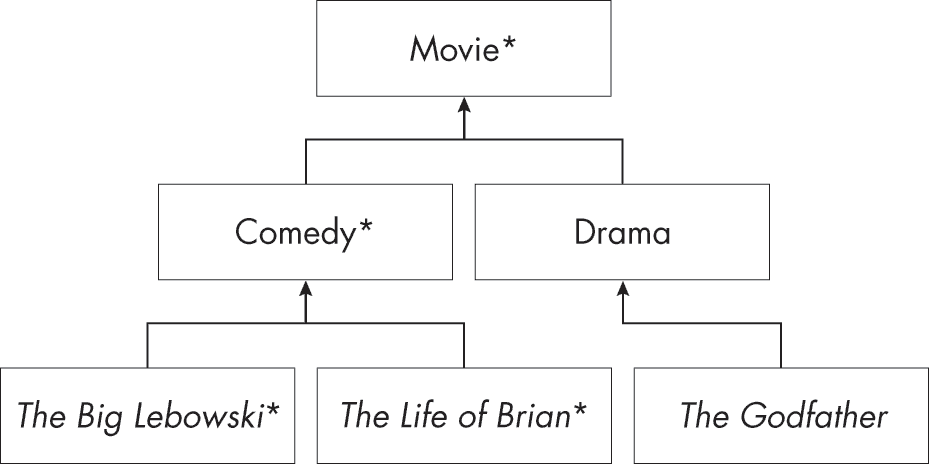 Movie*
Comedy*
Drama
The Big Lebowski*
The Life of Brian*
The Godfather